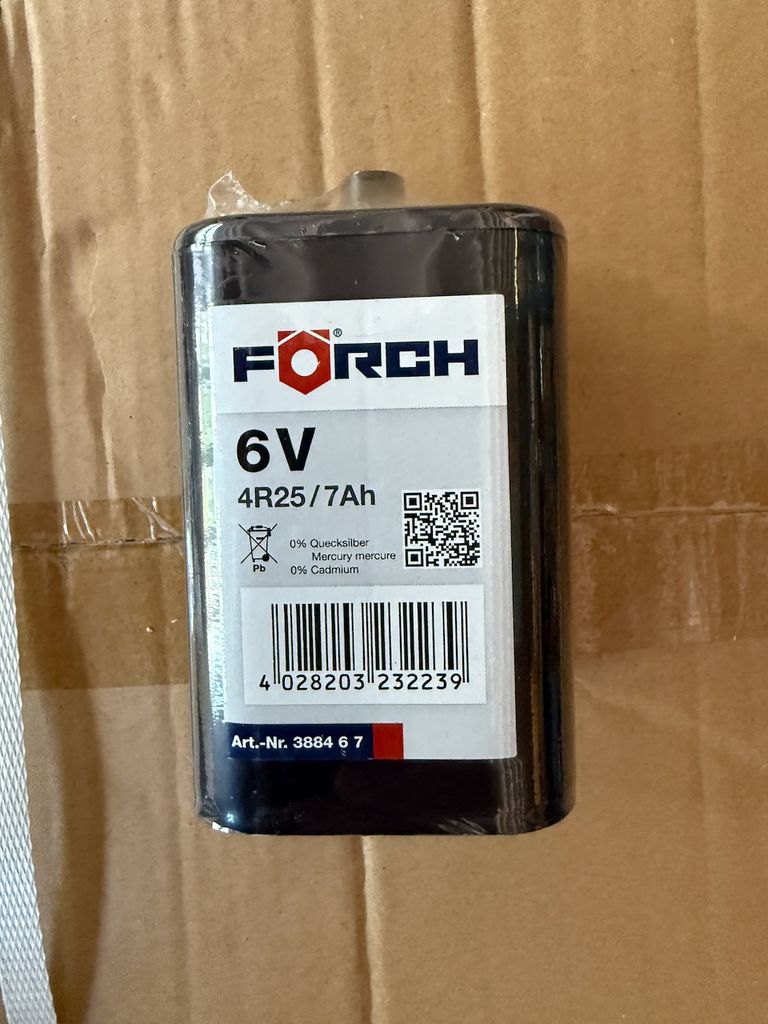 FÖRCH®
6V
4R25/7Ah
0% Quecksilber
Mercury mercure
0% Cadmium
Pb
4 028203 232239
Art.-Nr. 3884 6 7